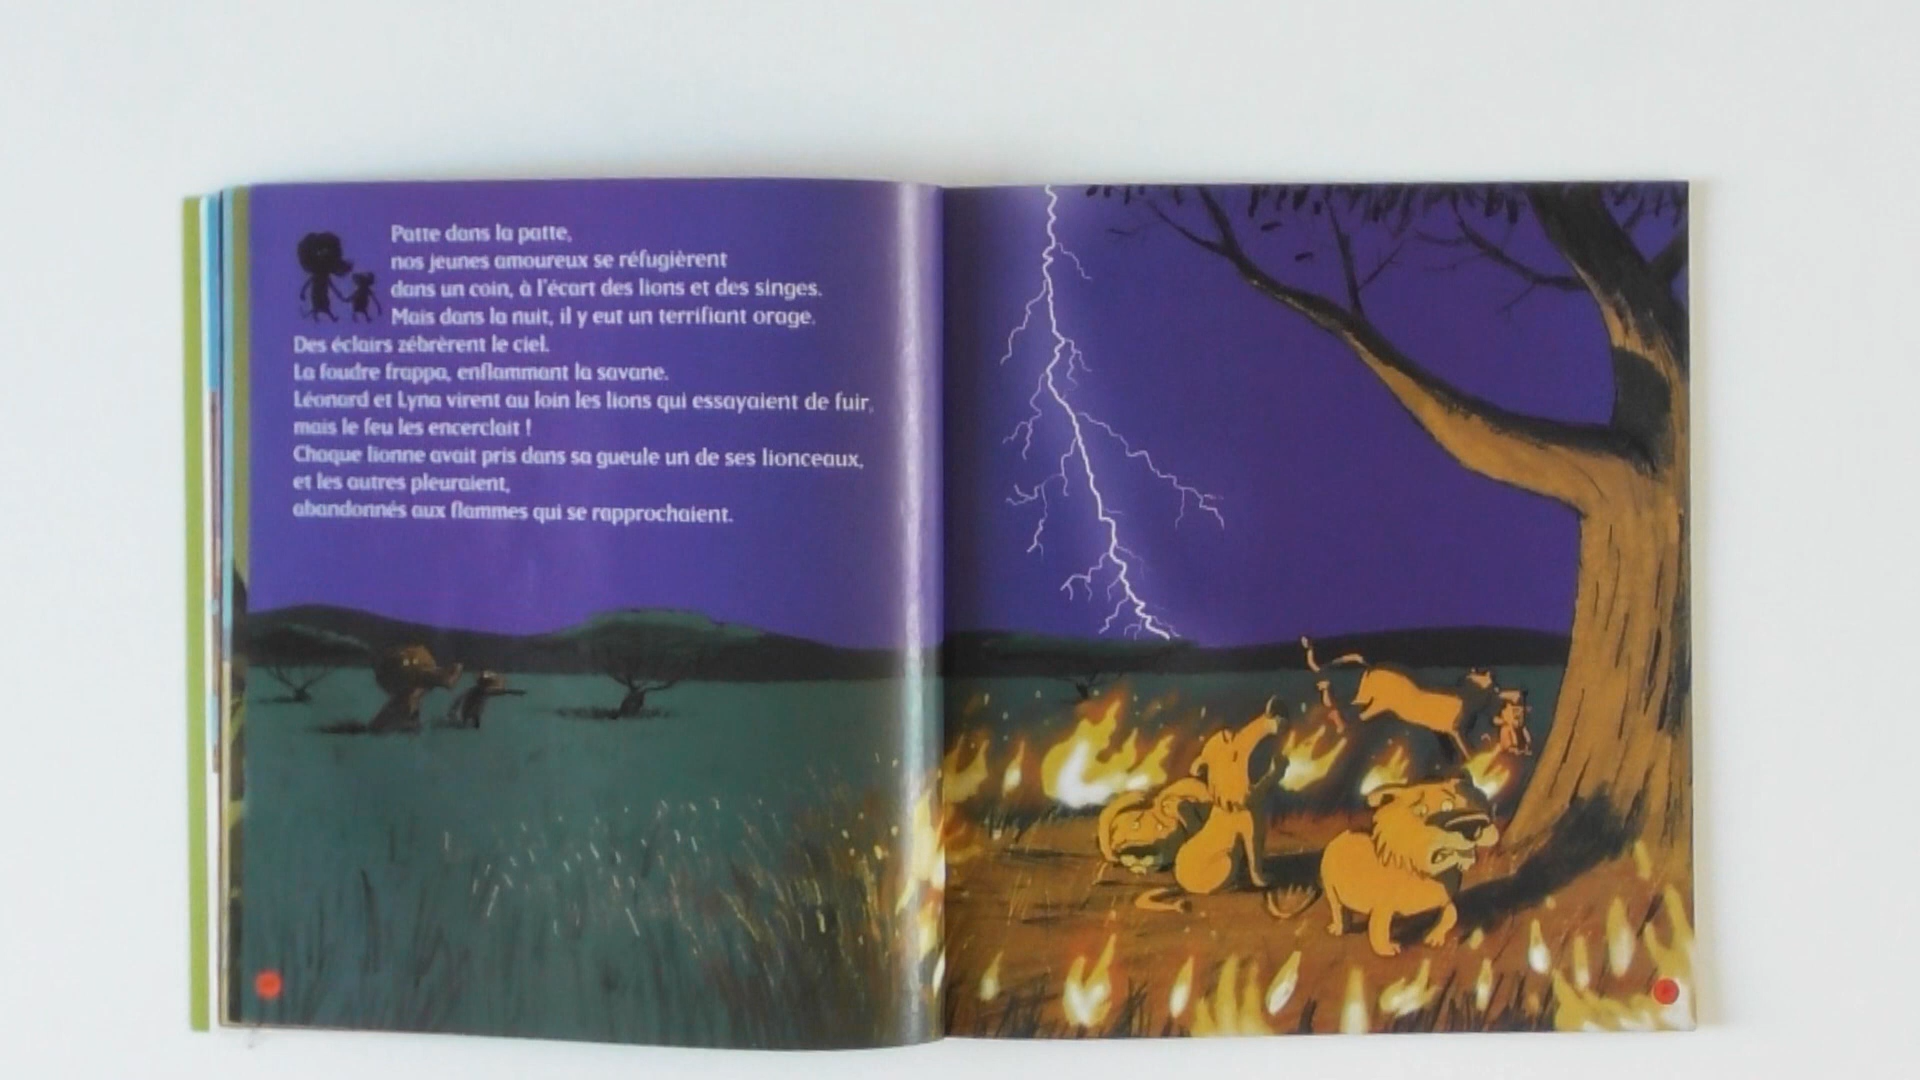 Patte dans la patte,
nos jeunes amoureux se réfugièrent
dans un coin, à l'écart des lions et des singes.
Mais dans la nuit, il y eut un terrifiant orage.
Des éclairs zébrèrent le ciel.
La foudre frappa, enflammant la savane.
Léonard et Lyna virent au loin les lions qui essayaient de fuir,
mais le feu les encerclait !
Chaque lionne avait pris dans sa gueule un de ses lionceaux,
et les autres pleuraient,
abandonnés aux flammes qui se rapprochaient.